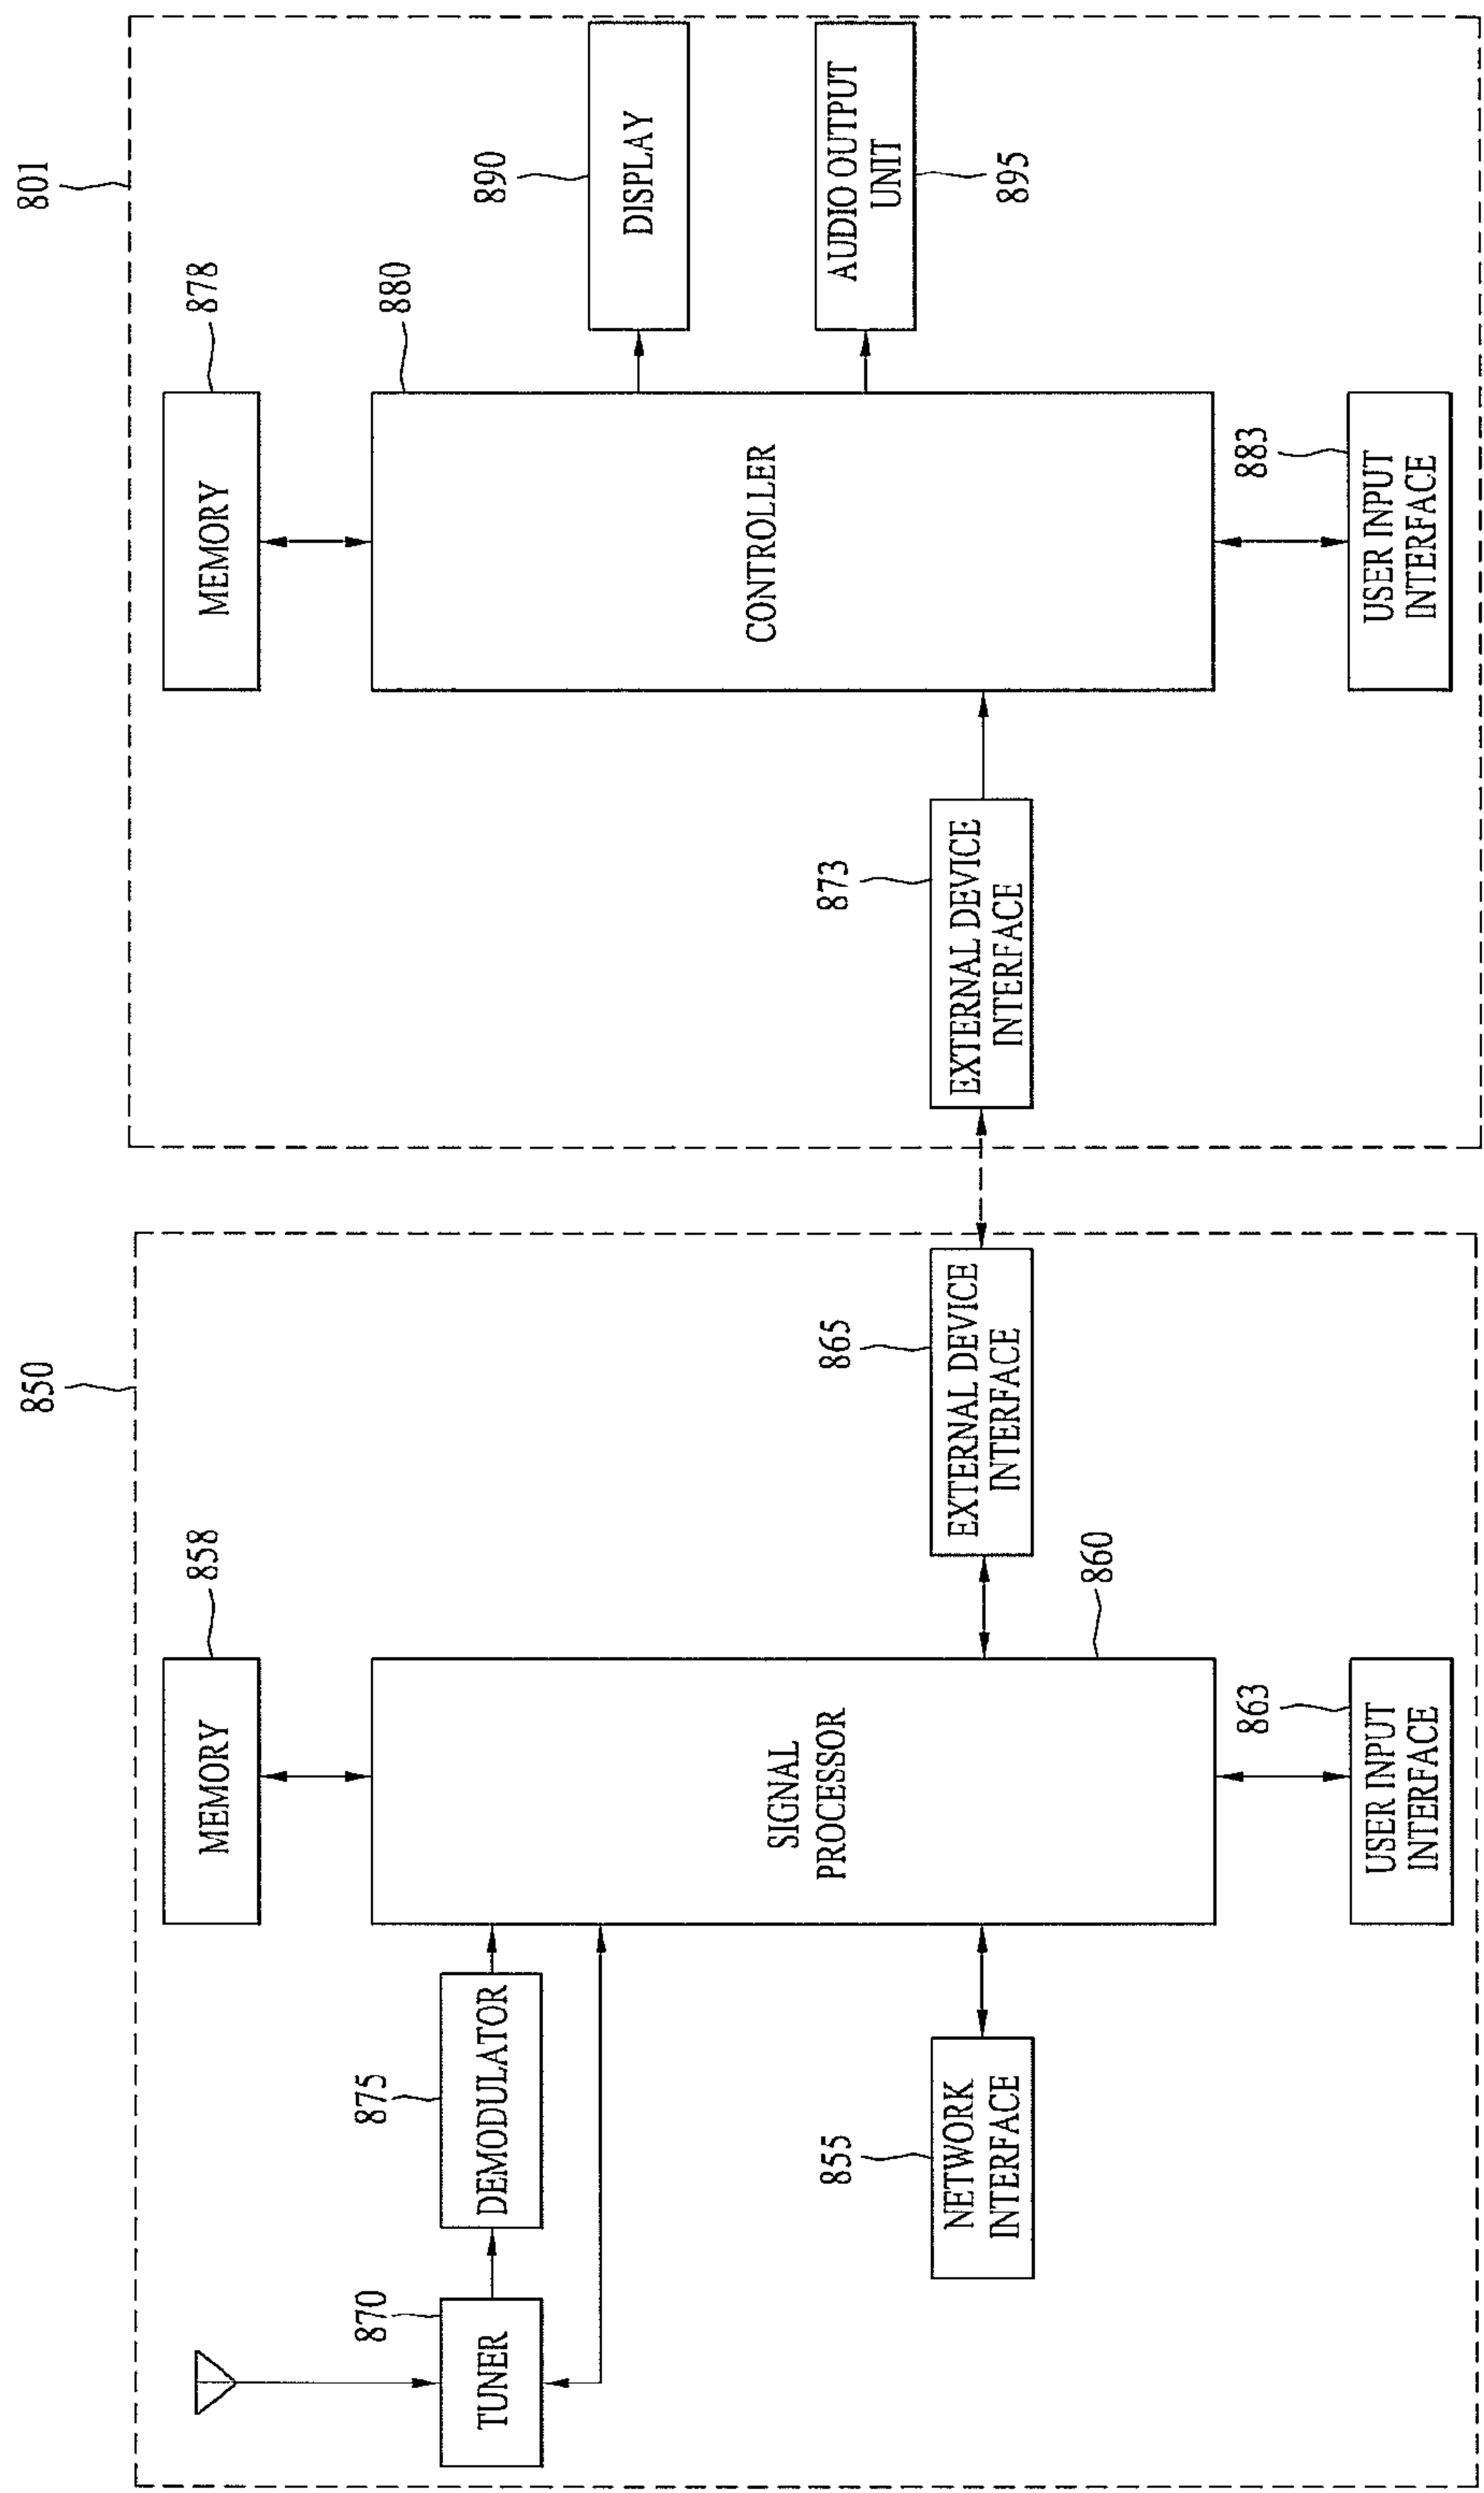 850
801
858
MEMORY
870
TUNER
875
DEMODULATOR
SIGNAL
PROCESSOR
860
855
NETWORK
INTERFACE
865
EXTERNAL DEVICE
INTERFACE
863
USER INPUT
INTERFACE
878
MEMORY
880
CONTROLLER
873
EXTERNAL DEVICE
INTERFACE
890
DISPLAY
AUDIO OUTPUT
UNIT
895
883
USER INPUT
INTERFACE